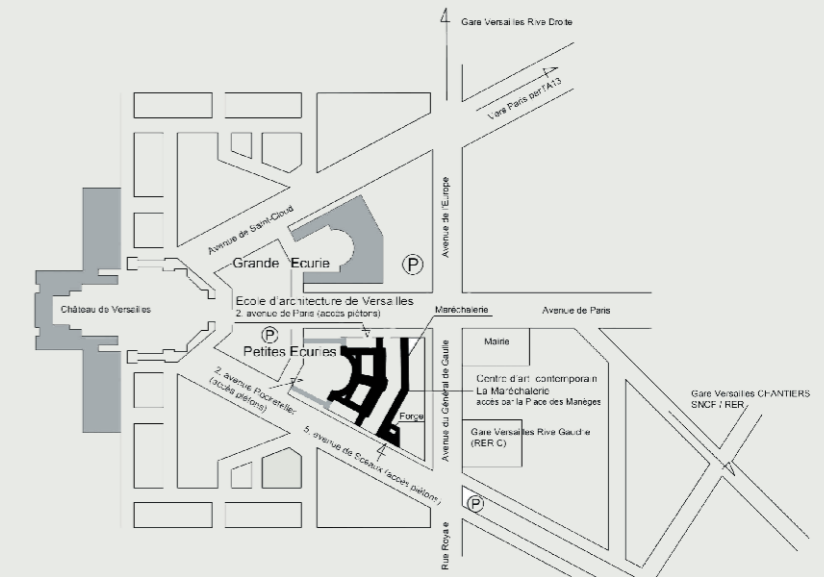 Gare Versailles Rive Droite
Vers Paris par l'A13
Avenue de l'Europe
Avenue de Saint-Cloud
Grande Ecurie
P
Ecole d'architecture de Versailles
2. avenue de Paris (accès piétons)
Château de Versailles
Maréchalerie
Avenue de Paris
P
Petites Ecuries
Mairie
2. avenue Rockefeller
(accès piétons)
Avenue du Général de Gaulle
Centre d'art contemporain
La Maréchalerie
accès par la Place des Manèges
Gare Versailles CHANTIERS
SNCF / RER
Forge
Gare Versailles Rive Gauche
(RER C)
5. avenue de Sceaux (accès piétons)
P
Rue Royale